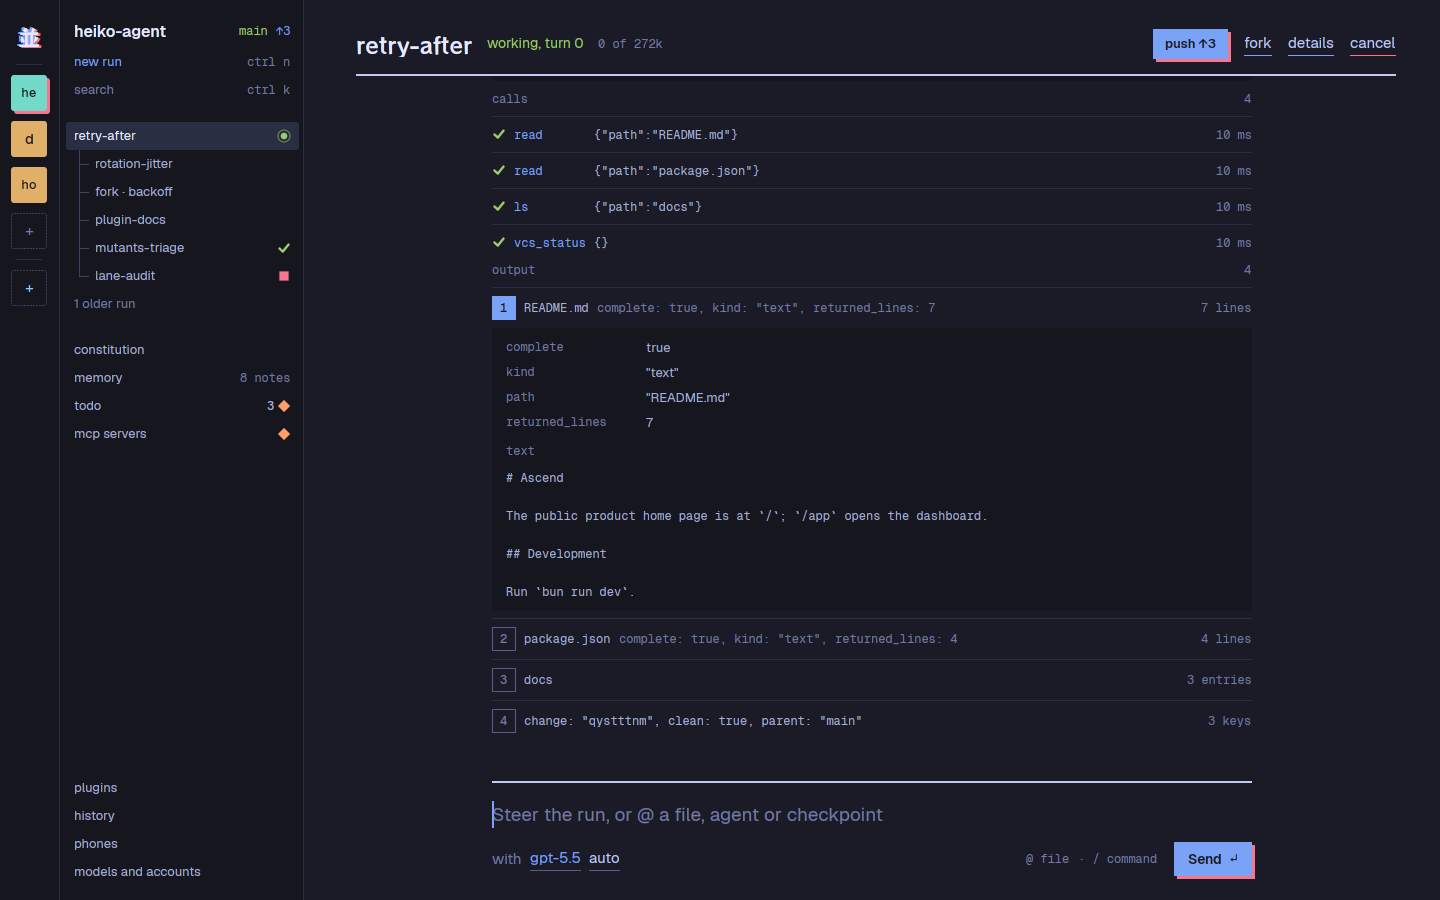 he
d
ho
+
+
heiko-agent main ↑3
new run ctrl n
search ctrl k
retry-after
rotation-jitter
fork · backoff
plugin-docs
mutants-triage
lane-audit
1 older run
constitution
memory 8 notes
todo 3
mcp servers
plugins
history
phones
models and accounts
retry-after working, turn 0 0 of 272k push ↑3 fork details cancel
calls 4
read {"path":"README.md"} 10 ms
read {"path":"package.json"} 10 ms
ls {"path":"docs"} 10 ms
vcs_status {} 10 ms
output 4
1 README.md complete: true, kind: "text", returned_lines: 7 7 lines
complete true
kind "text"
path "README.md"
returned_lines 7
text
# Ascend
The public product home page is at `/`; `/app` opens the dashboard.
## Development
Run `bun run dev`.
2 package.json complete: true, kind: "text", returned_lines: 4 4 lines
3 docs 3 entries
4 change: "qystttnm", clean: true, parent: "main" 3 keys
Steer the run, or @ a file, agent or checkpoint
with gpt-5.5 auto @ file · / command Send ↵